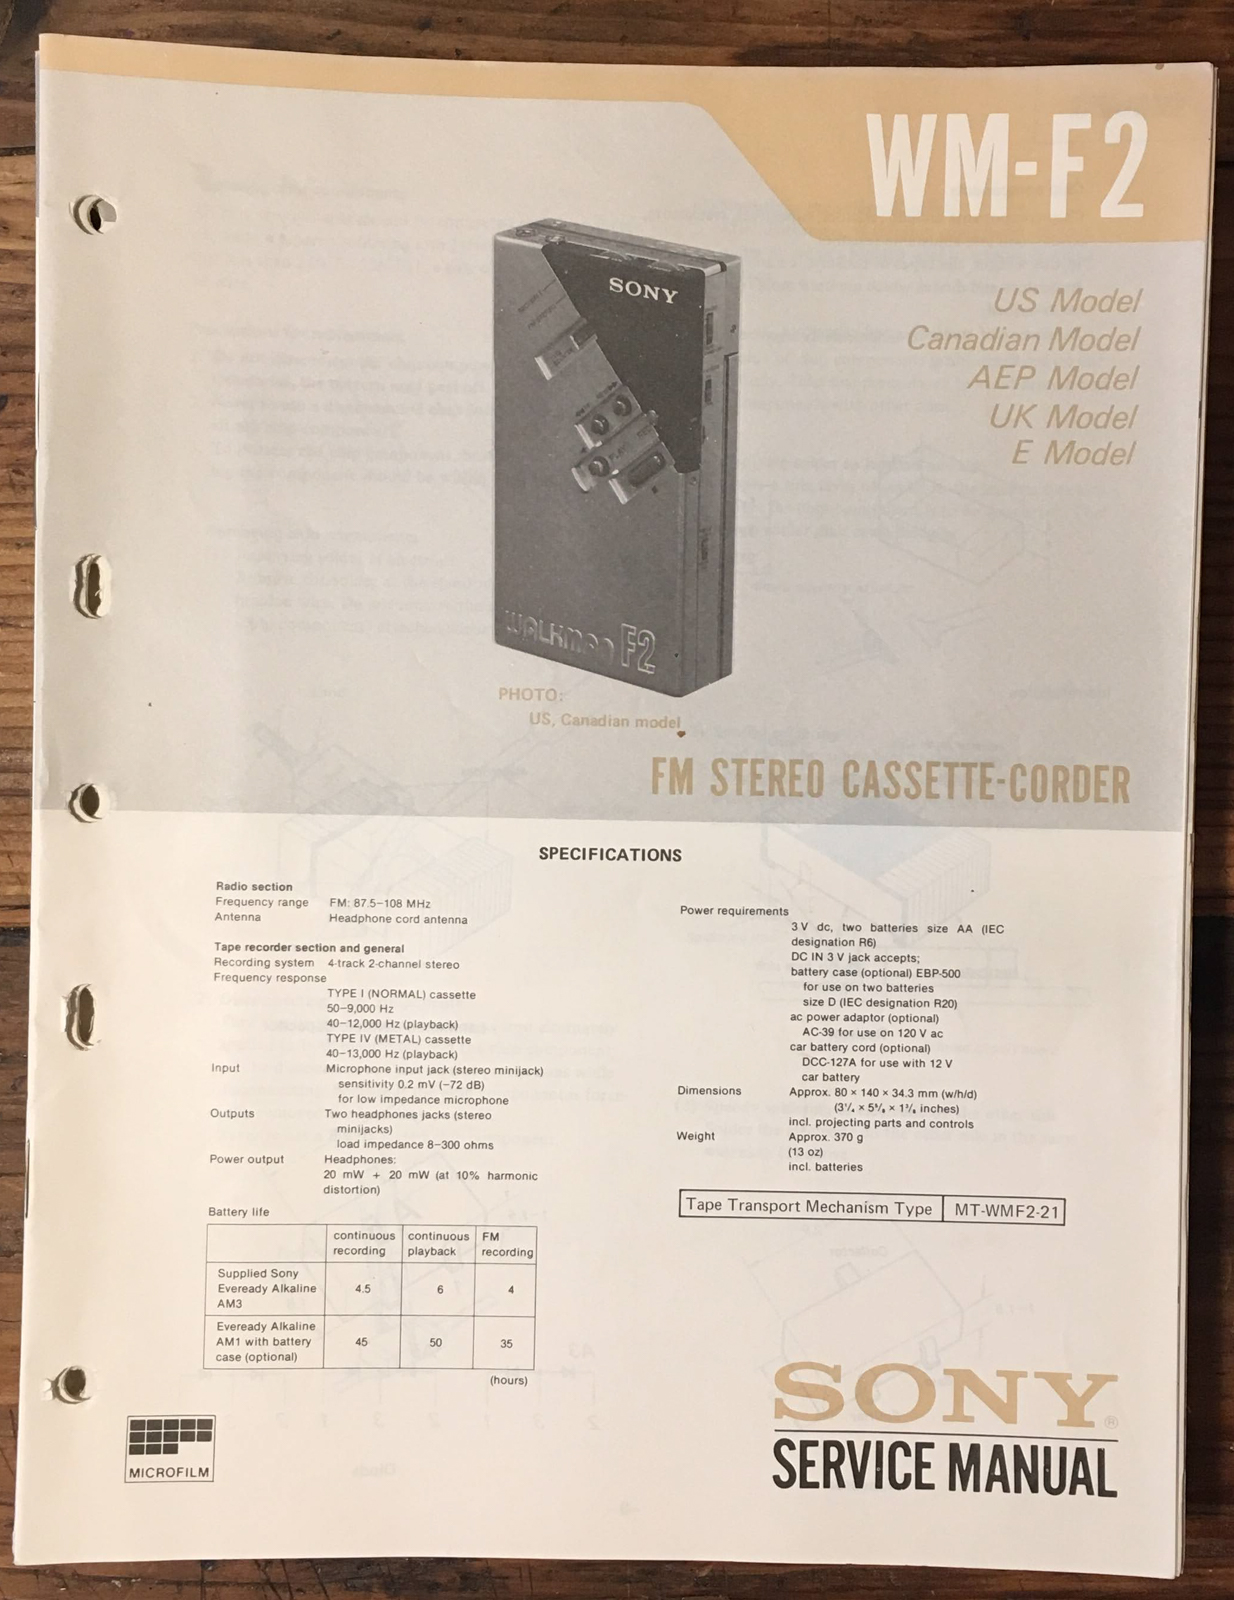 WM-F2
US Model
Canadian Model
AEP Model
UK Model
E Model
SONY
WALKMAN F2
PHOTO:
US, Canadian model
FM STEREO CASSETTE-CORDER
SPECIFICATIONS
Radio section
Frequency range FM: 87.5–108 MHz
Antenna Headphone cord antenna
Tape recorder section and general
Recording system 4-track 2-channel stereo
Frequency response
TYPE I (NORMAL) cassette
50–9,000 Hz
40–12,000 Hz (playback)
TYPE IV (METAL) cassette
40–13,000 Hz (playback)
Input Microphone input jack (stereo minijack)
sensitivity 0.2 mV (–72 dB)
for low impedance microphone
Outputs Two headphones jacks (stereo
minijacks)
load impedance 8–300 ohms
Power output Headphones:
20 mW + 20 mW (at 10% harmonic
distortion)
Battery life
continuous recording continuous playback FM recording
Supplied Sony Eveready Alkaline AM3 4.5 6 4
Eveready Alkaline AM1 with battery case (optional) 45 50 35
(hours)
Power requirements
3 V dc, two batteries size AA (IEC
designation R6)
DC IN 3 V jack accepts;
battery case (optional) EBP-500
for use on two batteries
size D (IEC designation R20)
ac power adaptor (optional)
AC-39 for use on 120 V ac
car battery cord (optional)
DCC-127A for use with 12 V
car battery
Dimensions Approx. 80 × 140 × 34.3 mm (w/h/d)
inches)
incl. projecting parts and controls
Weight Approx. 370 g
(13 oz)
incl. batteries
Tape Transport Mechanism Type MT-WMF2-21
MICROFILM
SONY®
SERVICE MANUAL